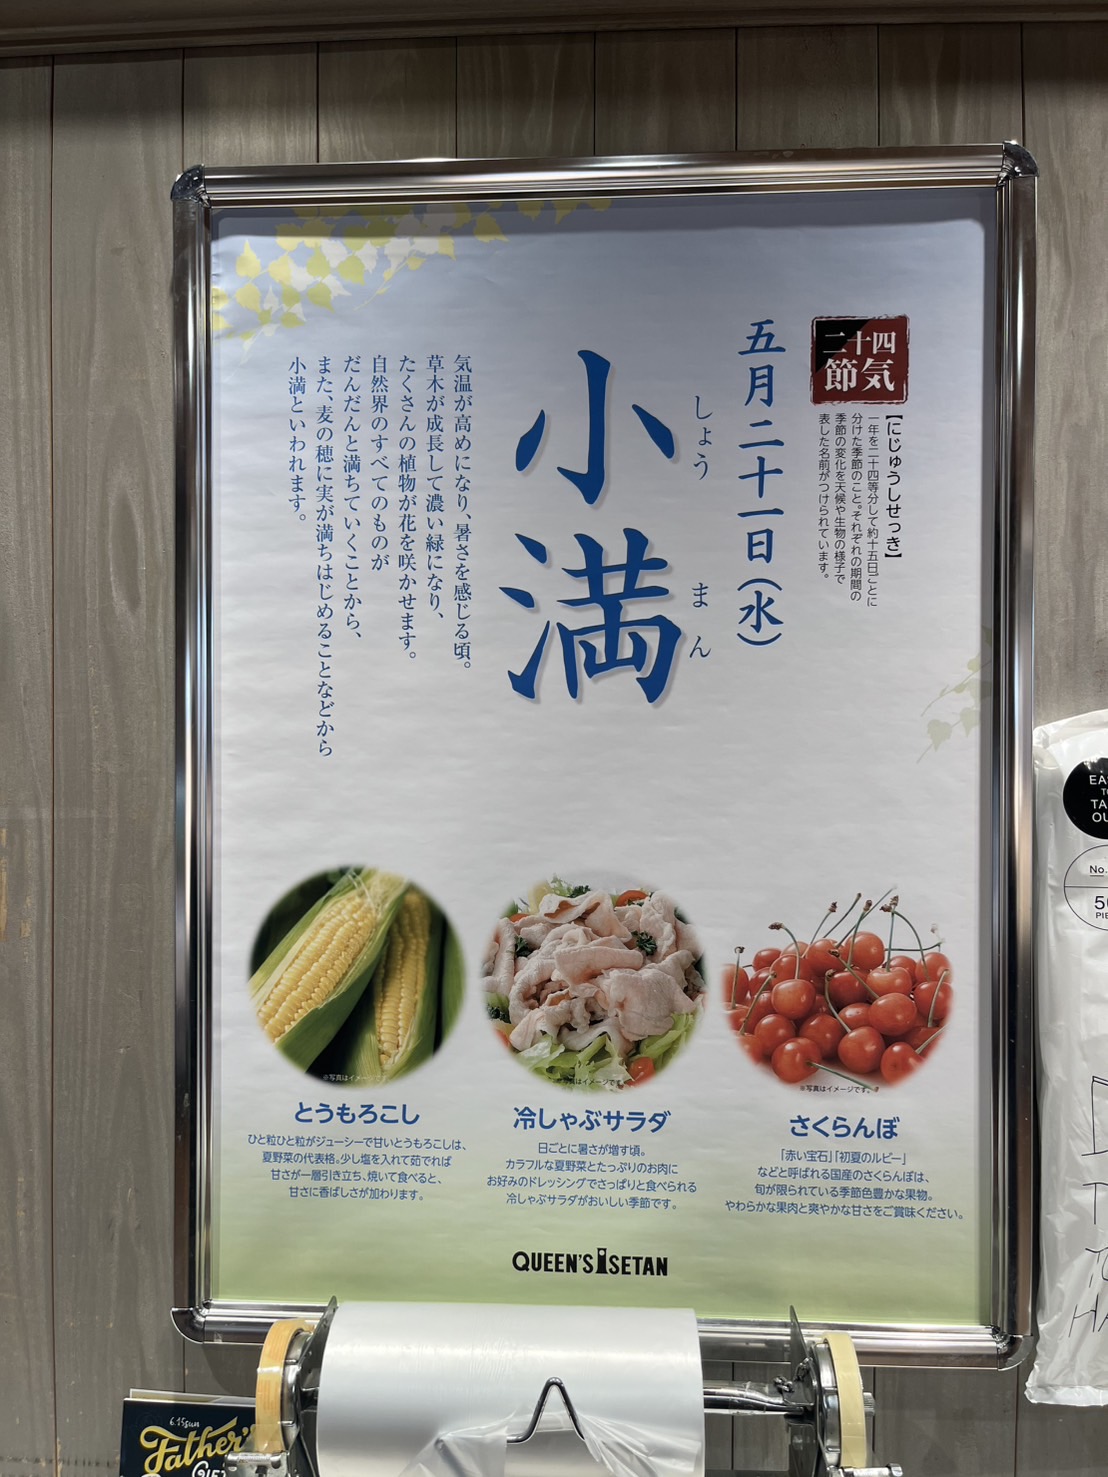 二十四
節気
【にじゅうしせっき】
一年を二十四等分して約十五日ごとに
分けた季節のこと。それぞれの期間の
季節の変化を天候や生物の様子で
表した名前がつけられています。
五月二十一日(水)
しょう まん
小満
気温が高めになり、暑さを感じる頃。
草木が成長して濃い緑になり、
たくさんの植物が花を咲かせます。
自然界のすべてのものが
だんだんと満ちていくことから、
また、麦の穂に実が満ちはじめることなどから
小満といわれます。
※写真はイメージです。
とうもろこし
ひと粒ひと粒がジューシーで甘いとうもろこしは、
夏野菜の代表格。少し塩を入れて茹でれば
甘さが一層引き立ち、焼いて食べると、
甘さに香ばしさが加わります。
※写真はイメージです。
冷しゃぶサラダ
日ごとに暑さが増す頃。
カラフルな夏野菜とたっぷりのお肉に
お好みのドレッシングでさっぱりと食べられる
冷しゃぶサラダがおいしい季節です。
※写真はイメージです。
さくらんぼ
「赤い宝石」「初夏のルビー」
などと呼ばれる国産のさくらんぼは、
旬が限られている季節色豊かな果物。
やわらかな果肉と爽やかな甘さをご賞味ください。
QUEEN'S ISETAN
6.15sun
Father's
No.